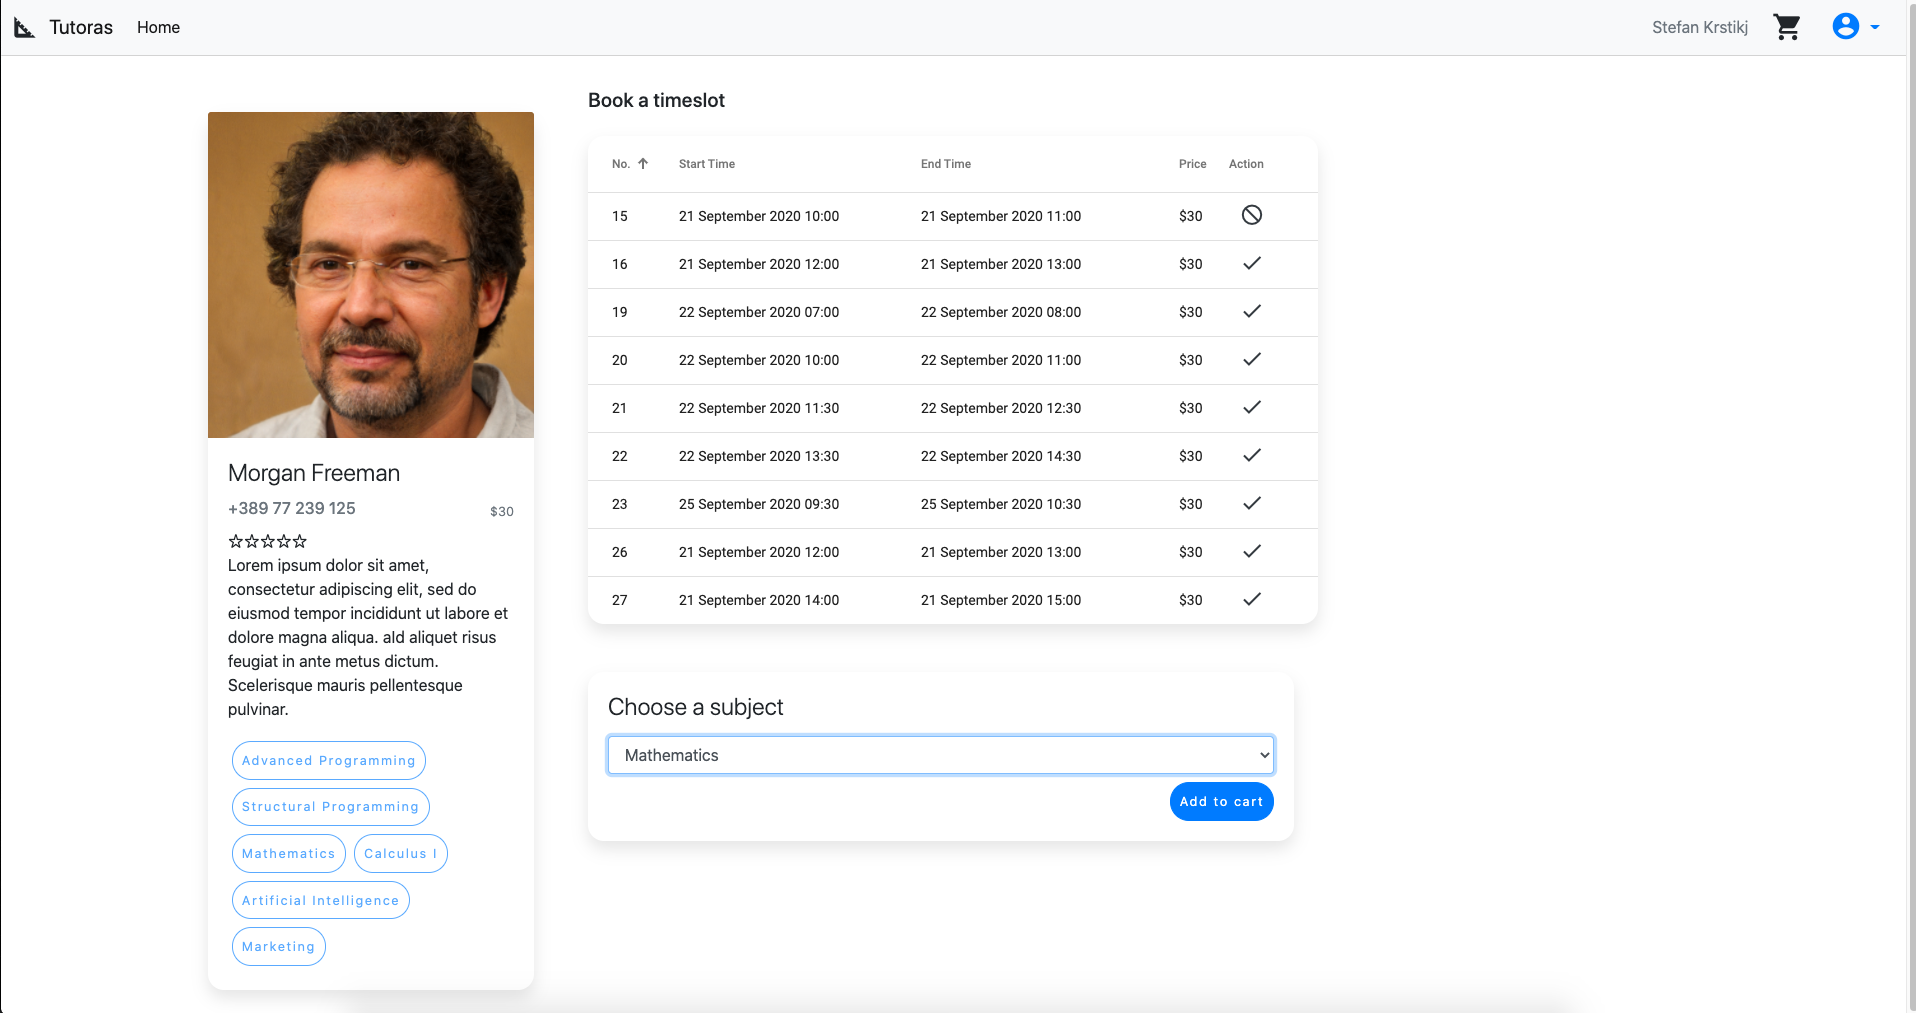 Tutoras Home Stefan Krstikj
Morgan Freeman
+389 77 239 125 $30
Lorem ipsum dolor sit amet,
consectetur adipiscing elit, sed do
eiusmod tempor incididunt ut labore et
dolore magna aliqua. ald aliquet risus
feugiat in ante metus dictum.
Scelerisque mauris pellentesque
pulvinar.
Advanced Programming
Structural Programming
Mathematics Calculus I
Artificial Intelligence
Marketing
Book a timeslot
No. Start Time End Time Price Action
15 21 September 2020 10:00 21 September 2020 11:00 $30
16 21 September 2020 12:00 21 September 2020 13:00 $30
19 22 September 2020 07:00 22 September 2020 08:00 $30
20 22 September 2020 10:00 22 September 2020 11:00 $30
21 22 September 2020 11:30 22 September 2020 12:30 $30
22 22 September 2020 13:30 22 September 2020 14:30 $30
23 25 September 2020 09:30 25 September 2020 10:30 $30
26 21 September 2020 12:00 21 September 2020 13:00 $30
27 21 September 2020 14:00 21 September 2020 15:00 $30
Choose a subject
Mathematics
Add to cart